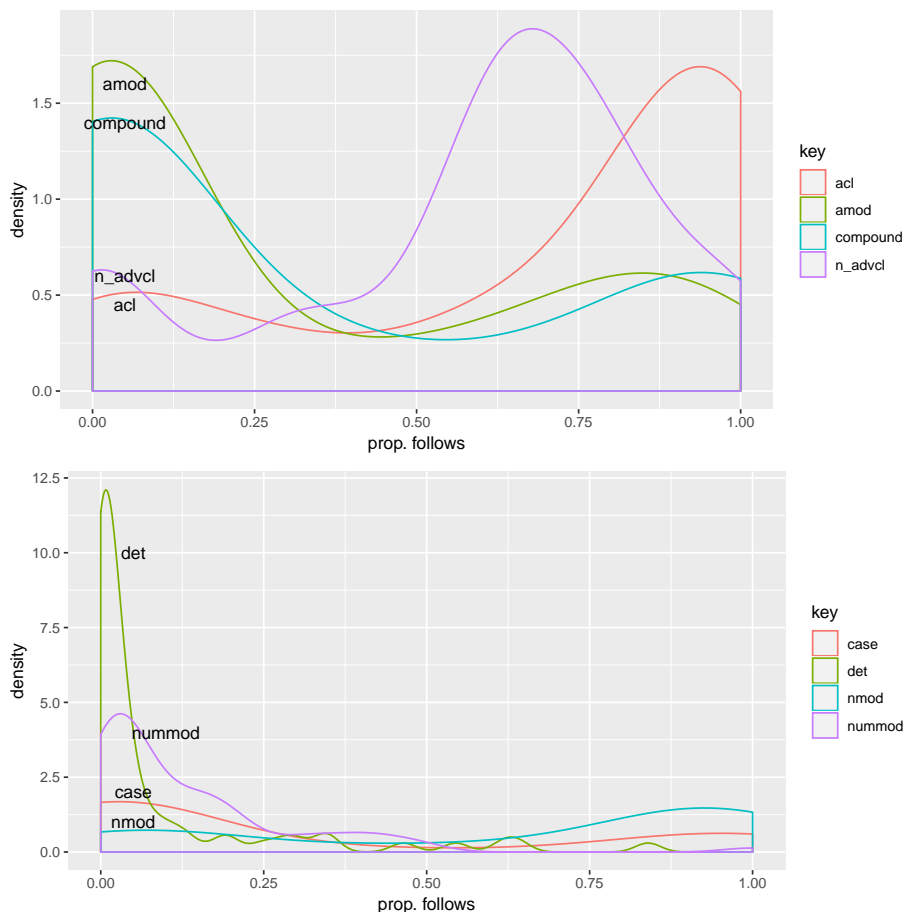 amod
compound
n_advcl
acl
1.5
1.0
0.5
0.0
density
0.00 0.25 0.50 0.75 1.00
prop. follows
key
acl
amod
compound
n_advcl
12.5
10.0
7.5
5.0
2.5
0.0
density
det
nummod
case
nmod
0.00 0.25 0.50 0.75 1.00
prop. follows
key
case
det
nmod
nummod